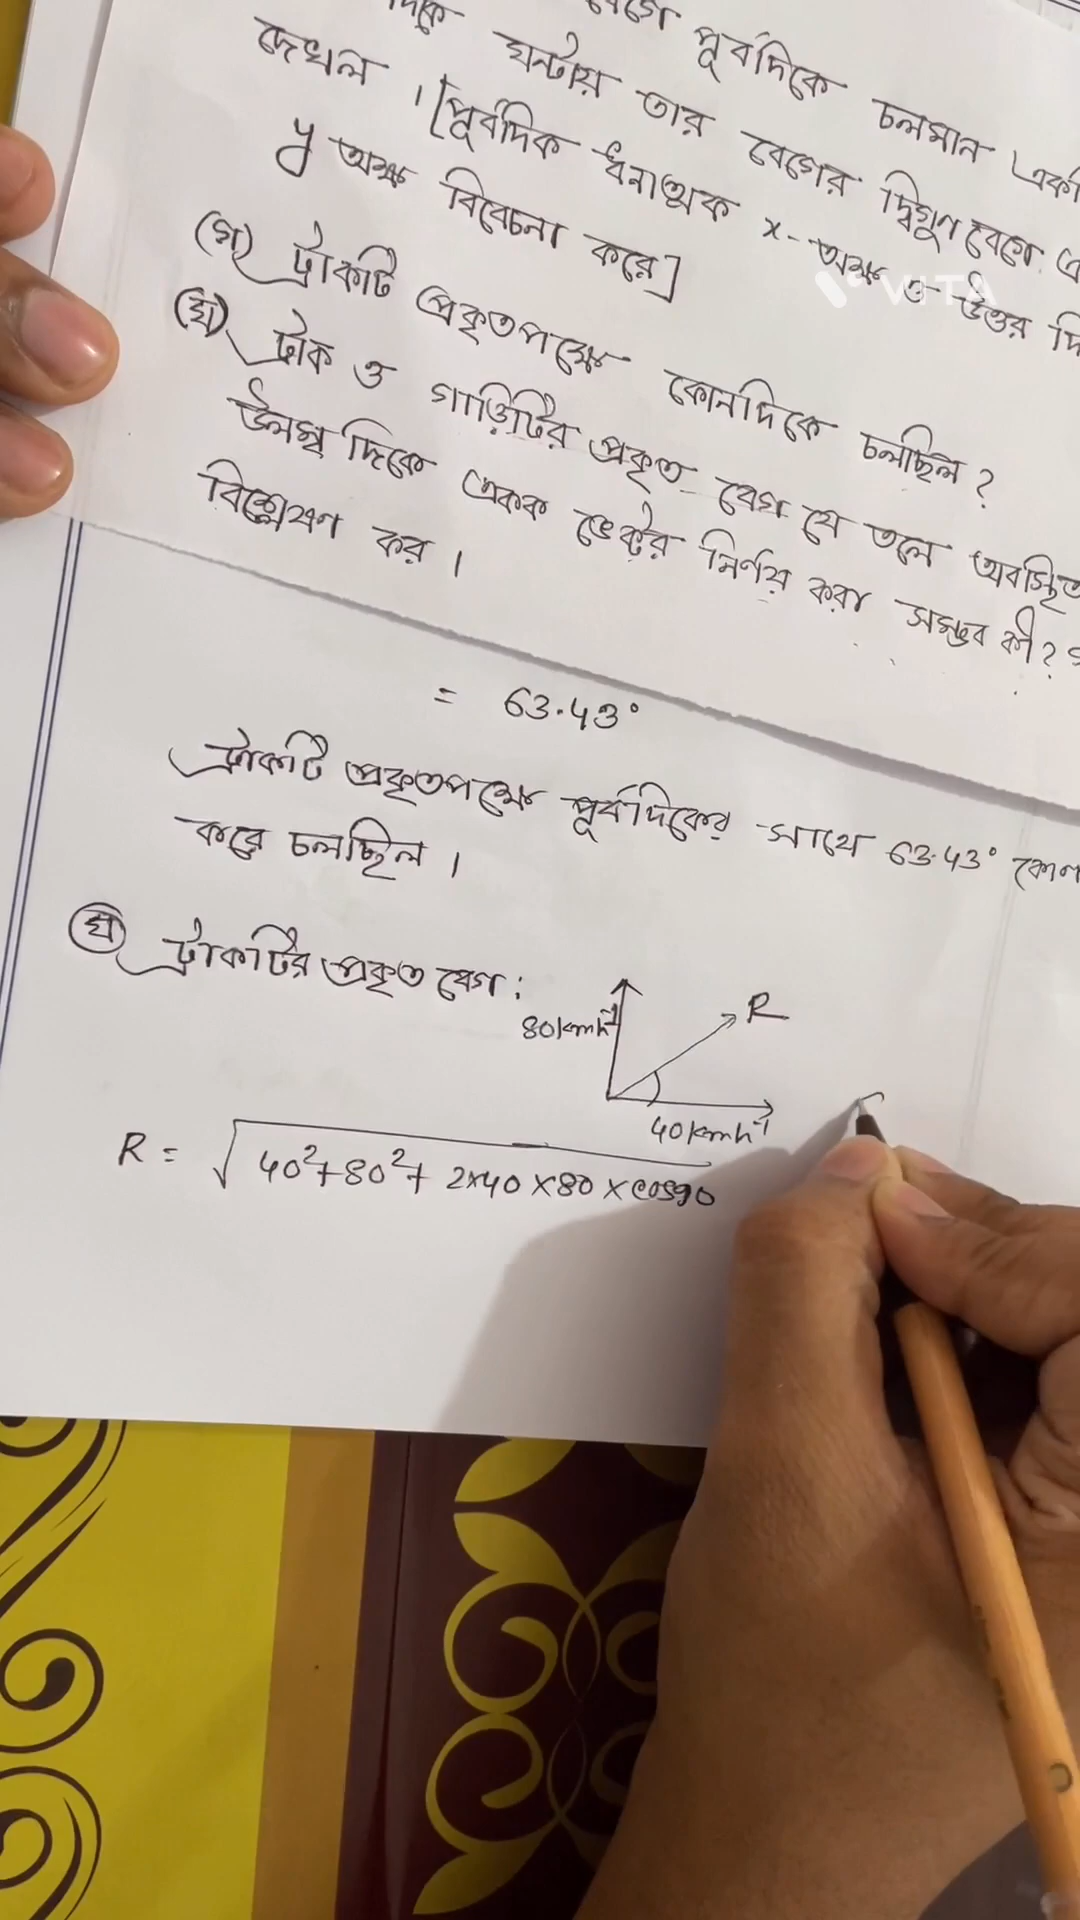 বেগে পূর্বদিকে চলমান
দিকে ঘন্টায় তার বেগের দ্বিগুণ বেগে
দেখল । [পূর্বদিক ধনাত্মক x- অক্ষ ও উত্তর
y অক্ষ বিবেচনা করে]
(গ) ট্রাকটি প্রকৃতপক্ষে কোনদিকে চলছিল ?
(ঘ) ট্রাক ও গাড়িটির প্রকৃত বেগ যে তলে অবস্থিত
উলম্ব দিকে একক ভেক্টর নির্ণয় করা সম্ভব কী?
বিশ্লেষণ কর ।
= 63.43°
ট্রাকটি প্রকৃতপক্ষে পূর্বদিকের সাথে 63.43° কোণ
করে চলছিল ।
(ঘ) ট্রাকটির প্রকৃত বেগ :
80kmh⁻¹
R
40kmh⁻¹
R = √40²+80²+ 2×40×80×cos90
VITA